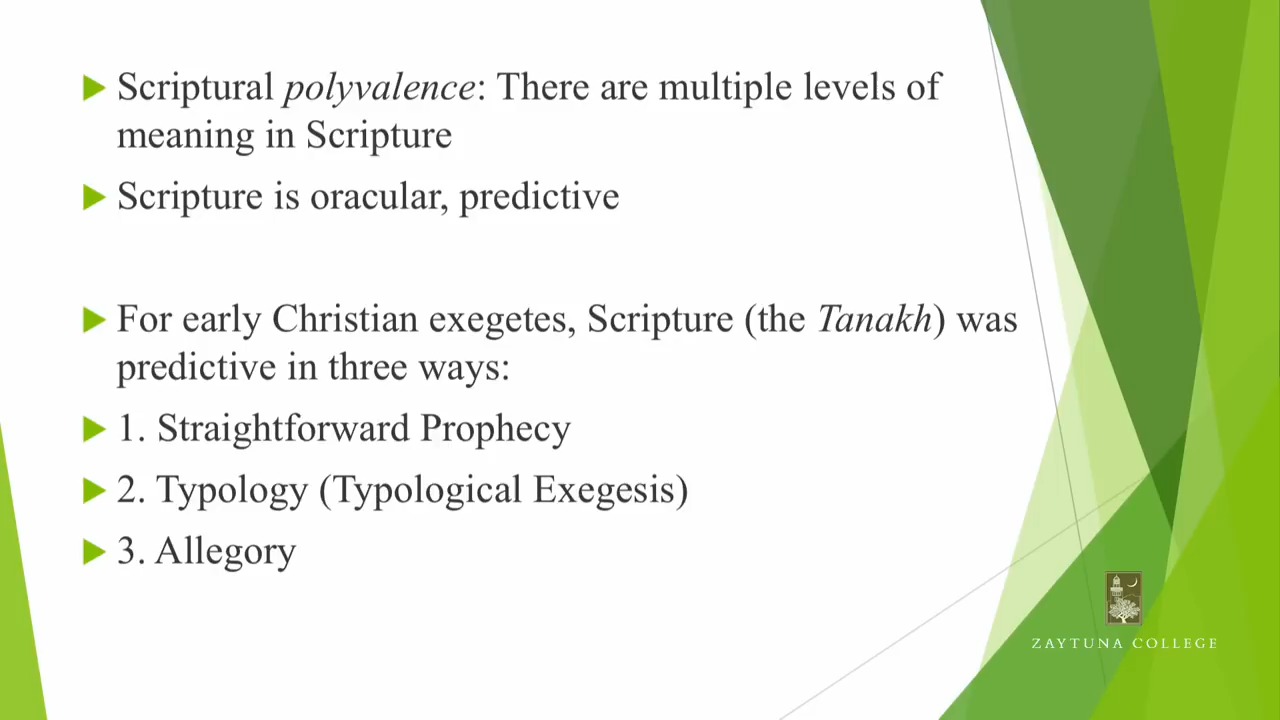 Scriptural polyvalence: There are multiple levels of
meaning in Scripture
Scripture is oracular, predictive
For early Christian exegetes, Scripture (the Tanakh) was
predictive in three ways:
1. Straightforward Prophecy
2. Typology (Typological Exegesis)
3. Allegory
ZAYTUNA COLLEGE